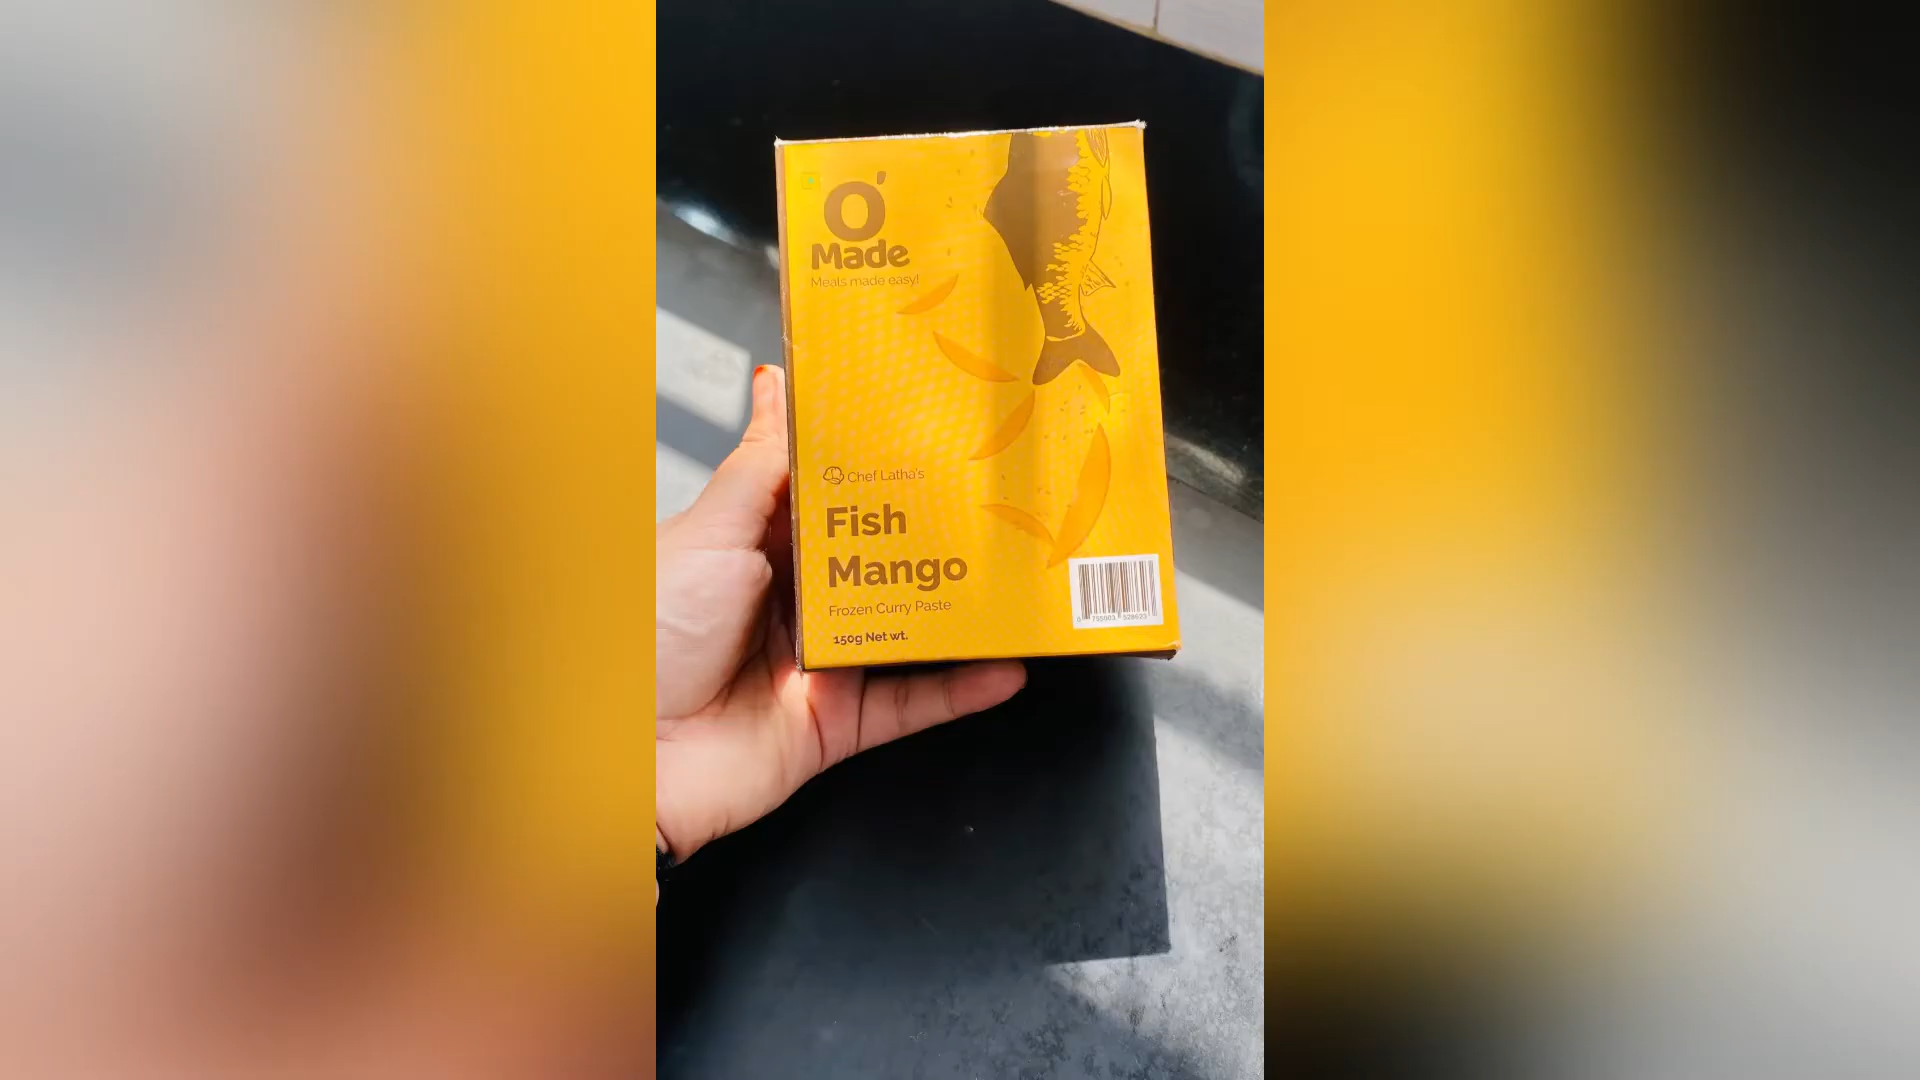 O'
Made
Meals made easy!
Chef Latha's
Fish
Mango
Frozen Curry Paste
150g Net wt.